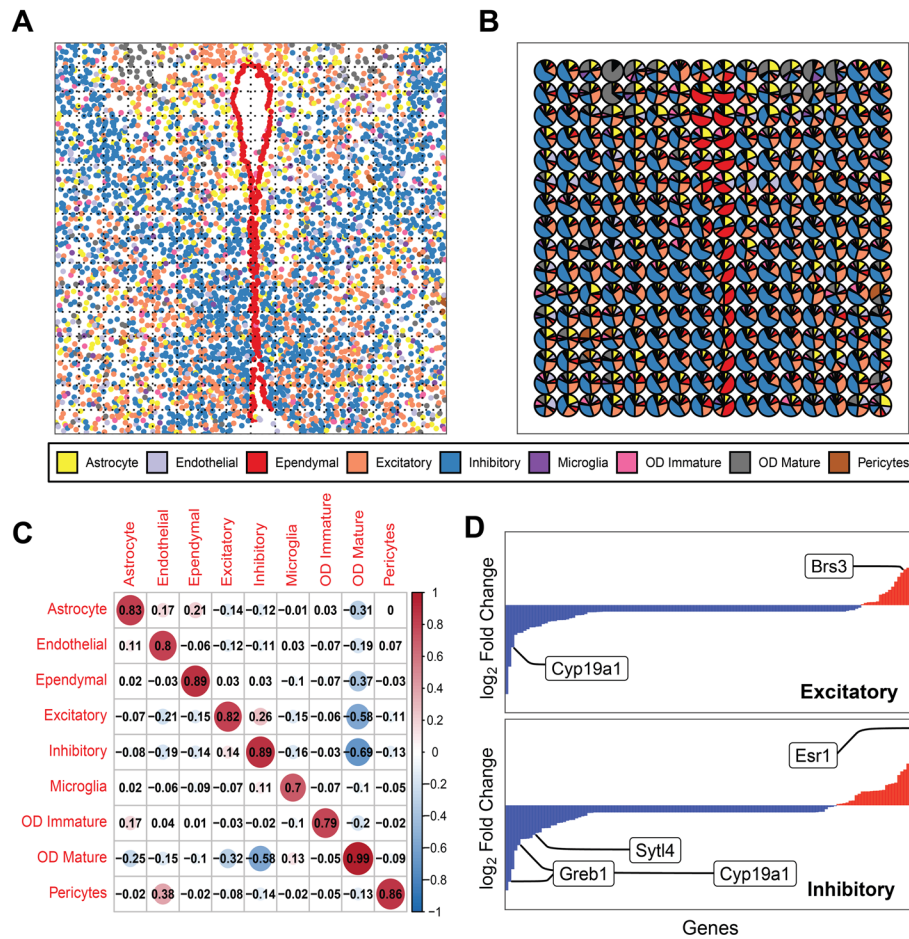 A
B
Astrocyte Endothelial Ependymal Excitatory Inhibitory Microglia OD Immature OD Mature Pericytes
C
Astrocyte Endothelial Ependymal Excitatory Inhibitory Microglia OD Immature OD Mature Pericytes
Astrocyte 0.83 0.17 0.21 −0.14 −0.12 −0.01 0.03 −0.31 0
Endothelial 0.11 0.8 −0.06 −0.12 −0.11 0.03 −0.07 −0.19 0.07
Ependymal 0.02 −0.03 0.89 0.03 0.03 −0.1 −0.07 −0.37 −0.03
Excitatory −0.07 −0.21 −0.15 0.82 0.26 −0.15 −0.06 −0.58 −0.11
Inhibitory −0.08 −0.19 −0.14 0.14 0.89 −0.16 −0.03 −0.69 −0.13
Microglia 0.02 −0.06 −0.09 −0.07 0.11 0.7 −0.07 −0.1 −0.05
OD Immature 0.17 0.04 0.01 −0.03 −0.02 −0.1 0.79 −0.2 −0.02
OD Mature −0.25 −0.15 −0.1 −0.32 −0.58 0.13 −0.05 0.99 −0.09
Pericytes −0.02 0.38 −0.02 −0.08 −0.14 −0.02 −0.05 −0.13 0.86
1
0.8
0.6
0.4
0.2
0
−0.2
−0.4
−0.6
−0.8
−1
D
log2 Fold Change
Brs3
Cyp19a1
Excitatory
log2 Fold Change
Esr1
Sytl4
Greb1 Cyp19a1
Inhibitory
Genes